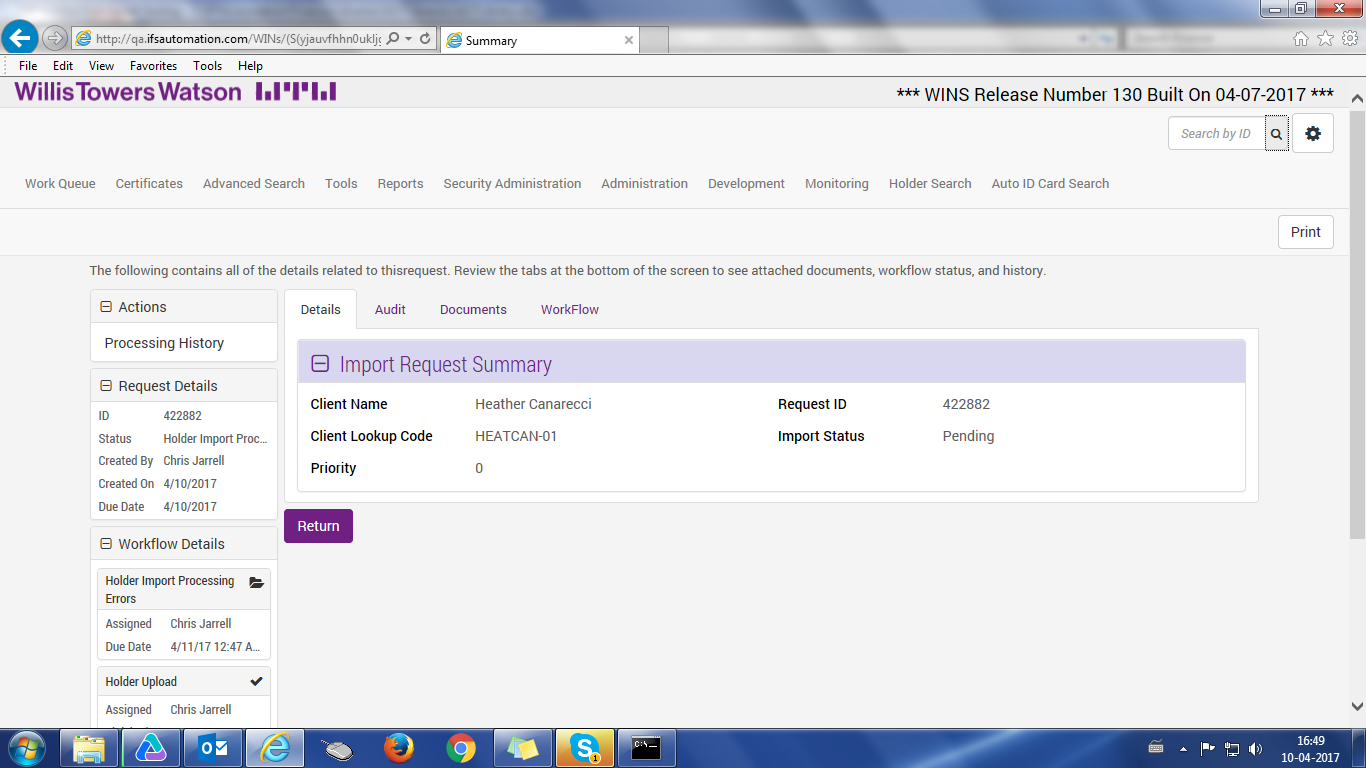 http://qa.ifsautomation.com/WINs/(S(yjauvfhhn0uklj
Summary
File Edit View Favorites Tools Help
WillisTowersWatson
*** WINS Release Number 130 Built On 04-07-2017 ***
Search by ID
Work Queue Certificates Advanced Search Tools Reports Security Administration Administration Development Monitoring Holder Search Auto ID Card Search
Print
The following contains all of the details related to thisrequest. Review the tabs at the bottom of the screen to see attached documents, workflow status, and history.
Actions
Processing History
Request Details
ID 422882
Status Holder Import Proc...
Created By Chris Jarrell
Created On 4/10/2017
Due Date 4/10/2017
Workflow Details
Holder Import Processing
Errors
Assigned Chris Jarrell
Due Date 4/11/17 12:47 A...
Holder Upload
Assigned Chris Jarrell
Details Audit Documents WorkFlow
Import Request Summary
Client Name Heather Canarecci Request ID 422882
Client Lookup Code HEATCAN-01 Import Status Pending
Priority 0
Return
16:49
10-04-2017